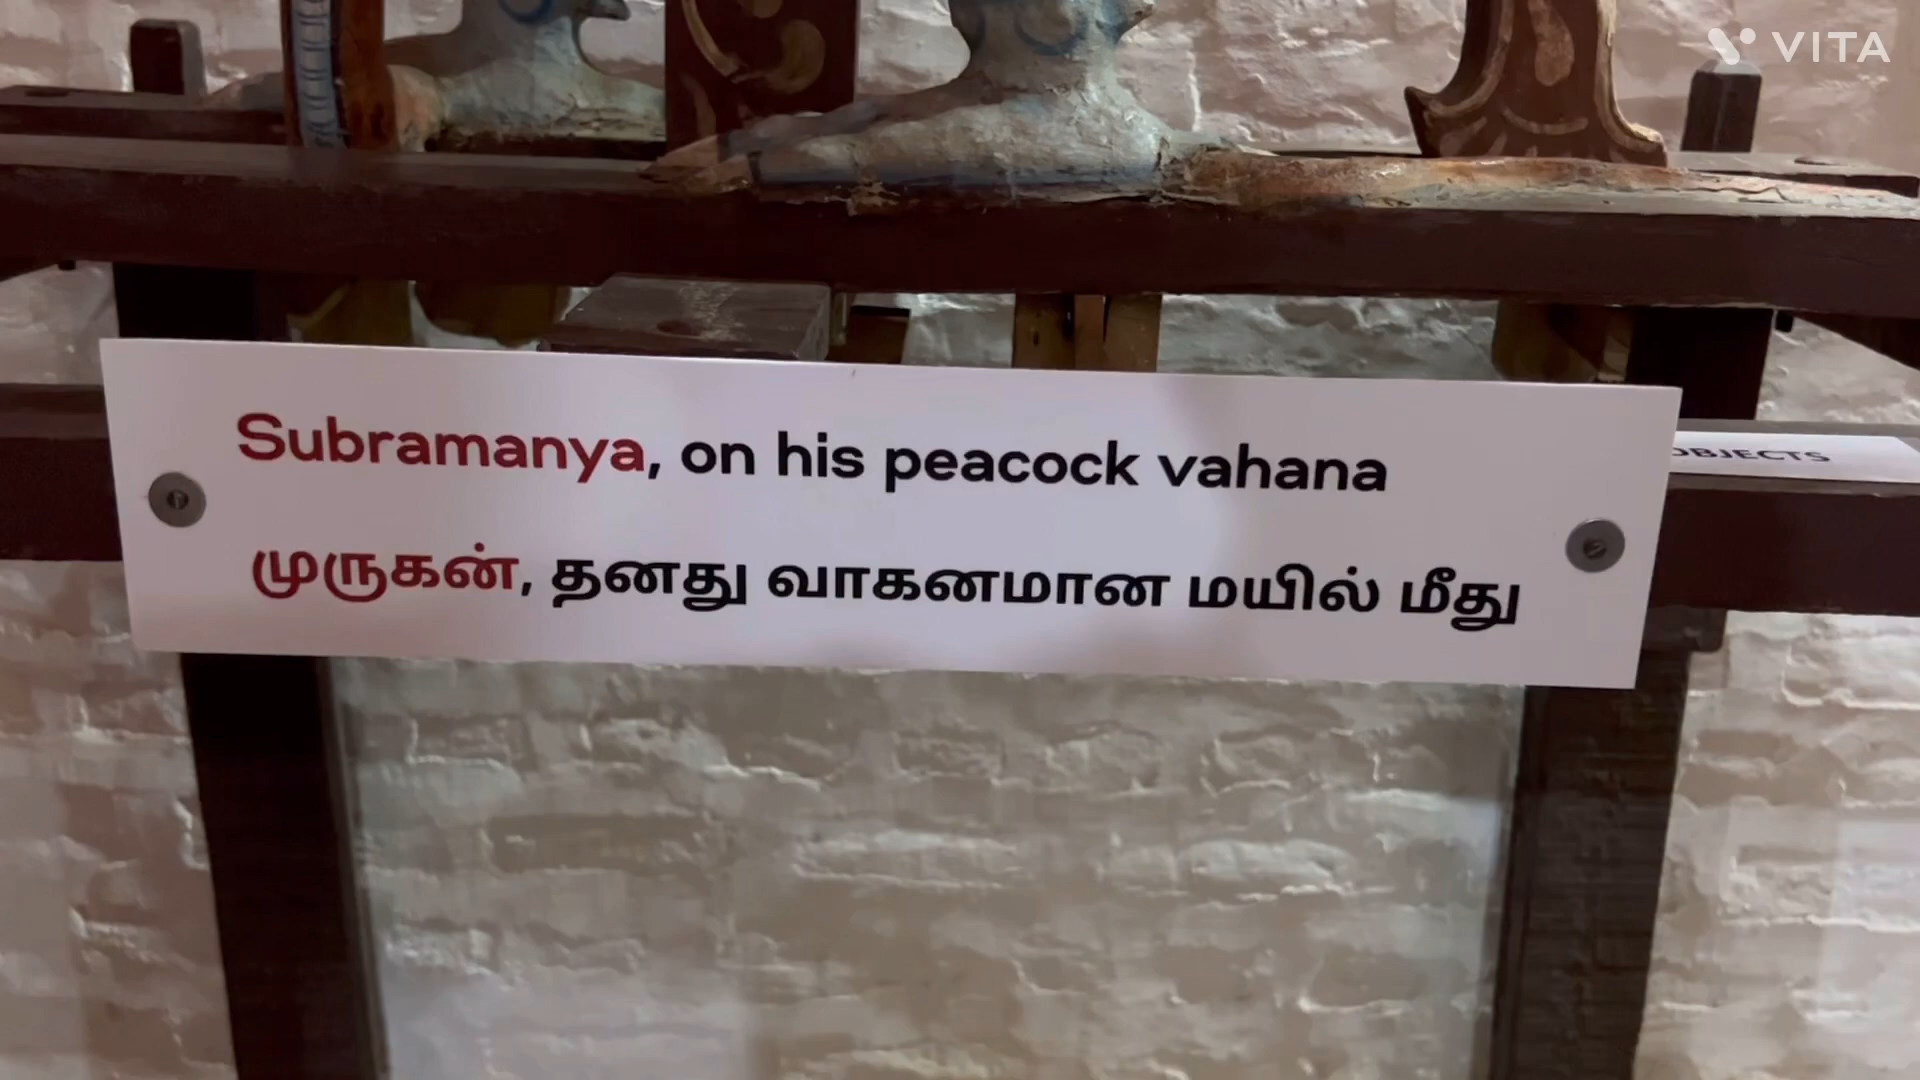 VITA
Subramanya, on his peacock vahana
முருகன், தனது வாகனமான மயில் மீது